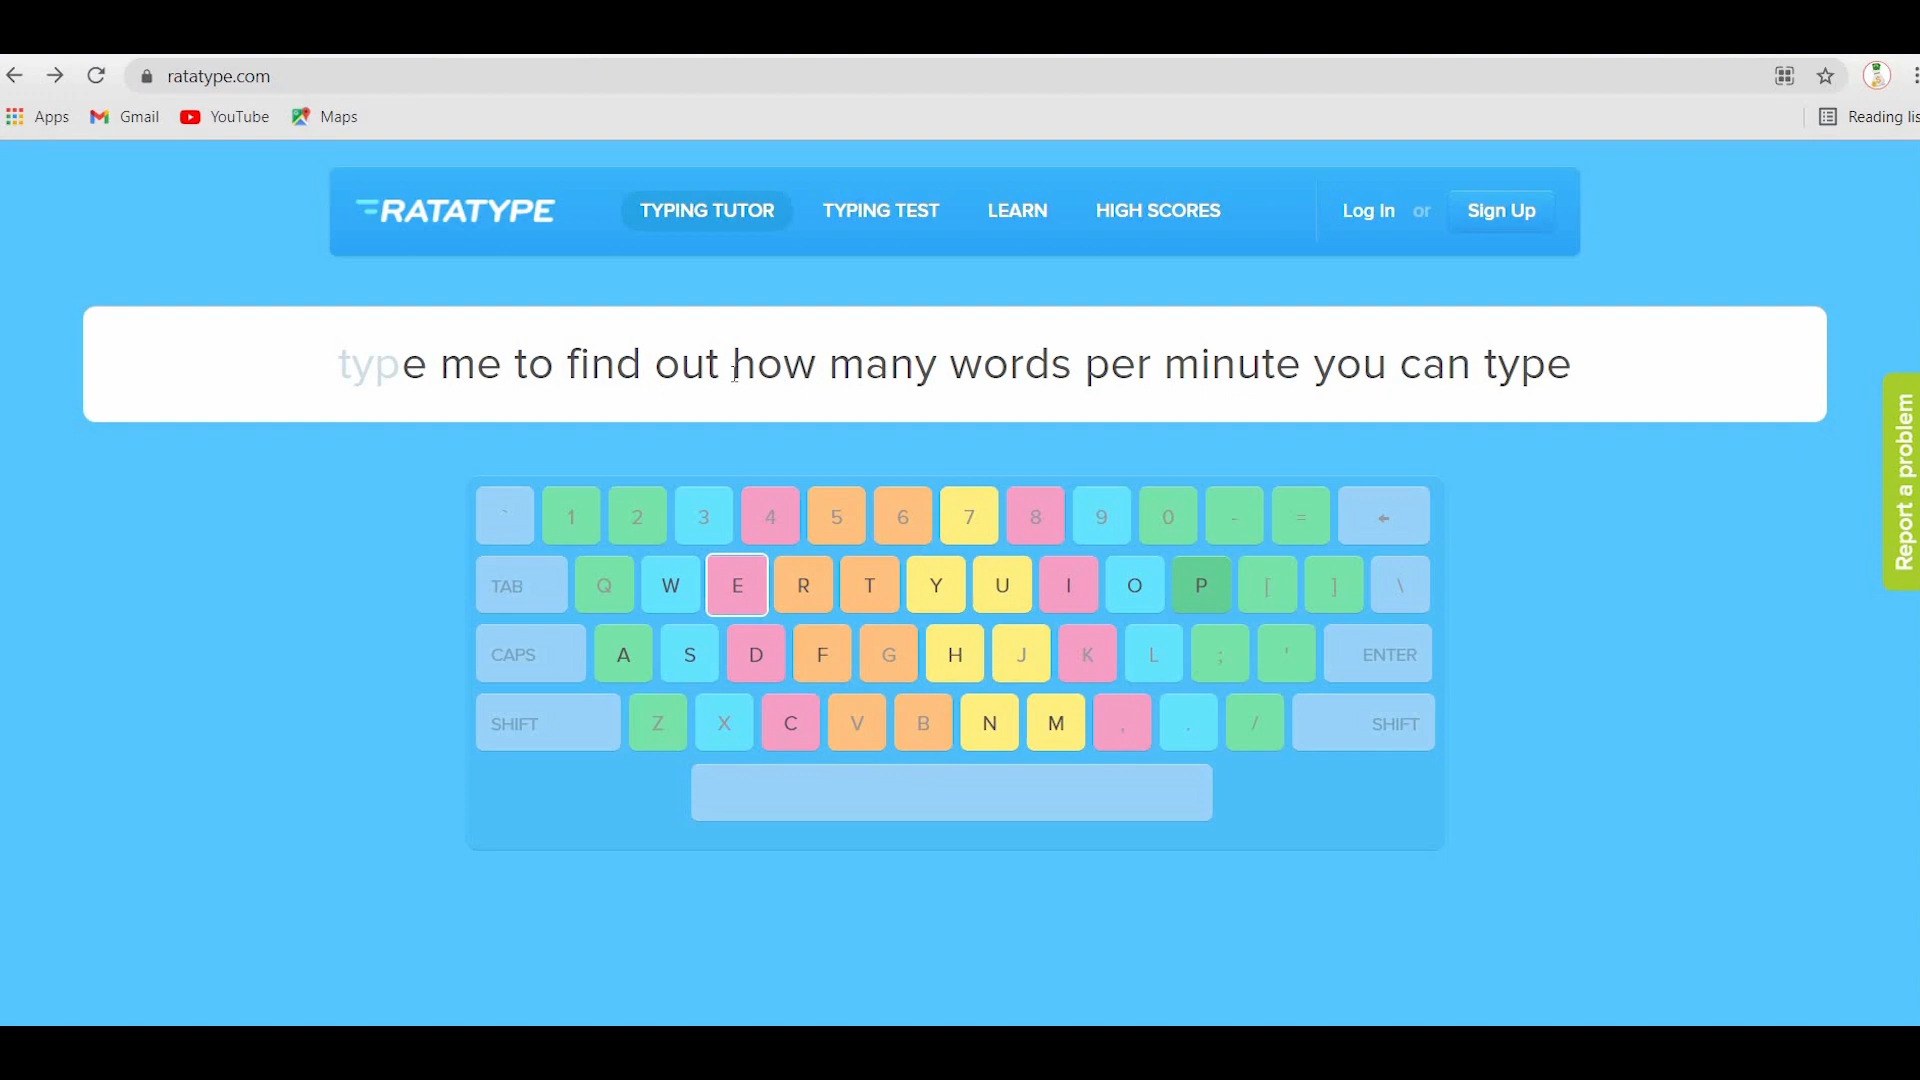 ratatype.com
Apps Gmail YouTube Maps Reading lis
RATATYPE TYPING TUTOR TYPING TEST LEARN HIGH SCORES Log In or Sign Up
type me to find out how many words per minute you can type
Report a problem
` 1 2 3 4 5 6 7 8 9 0 - = ←
TAB Q W E R T Y U I O P [ ] \
CAPS A S D F G H J K L ; ' ENTER
SHIFT Z X C V B N M , . / SHIFT